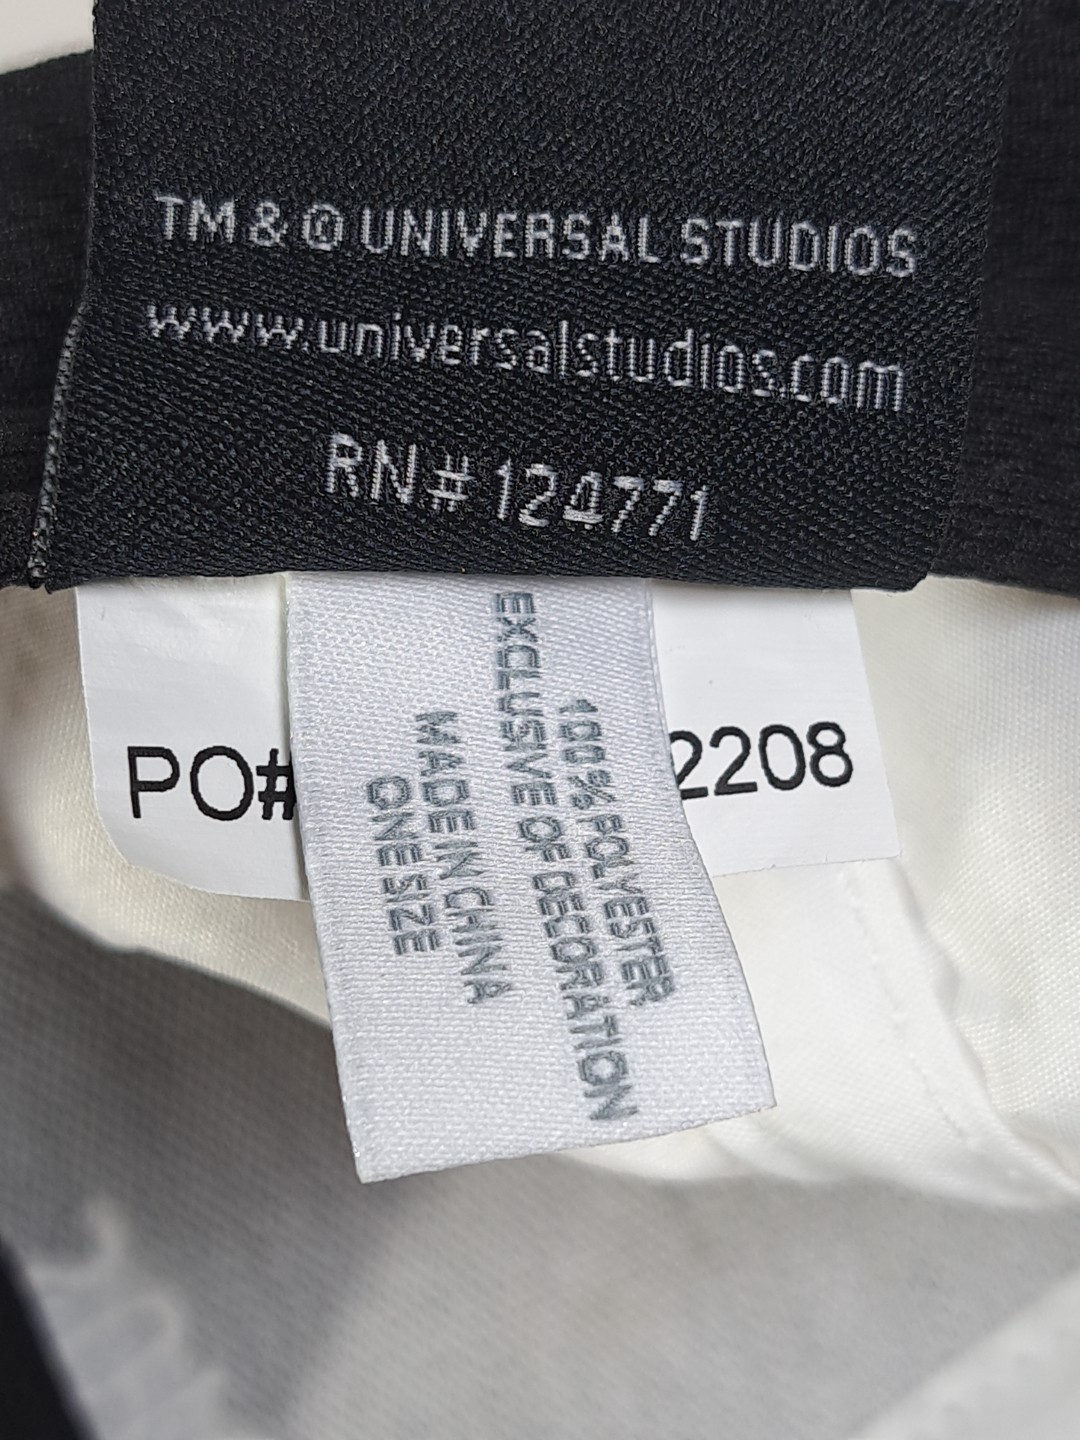 TM & © UNIVERSAL STUDIOS
www.universalstudios.com
RN# 124771
PO#
2208
100% POLYESTER
EXCLUSIVE OF DECORATION
MADE IN CHINA
ONE SIZE